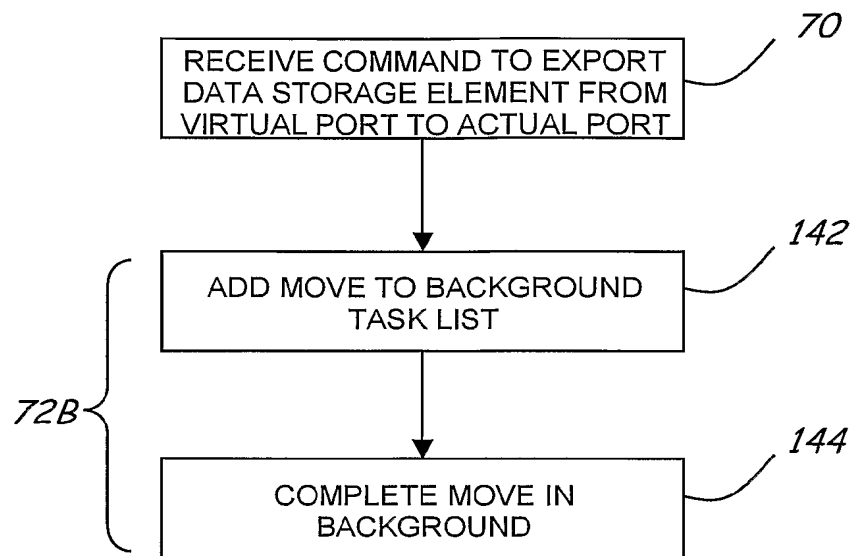 70
RECEIVE COMMAND TO EXPORT
DATA STORAGE ELEMENT FROM
VIRTUAL PORT TO ACTUAL PORT
142
ADD MOVE TO BACKGROUND
TASK LIST
72B
144
COMPLETE MOVE IN
BACKGROUND